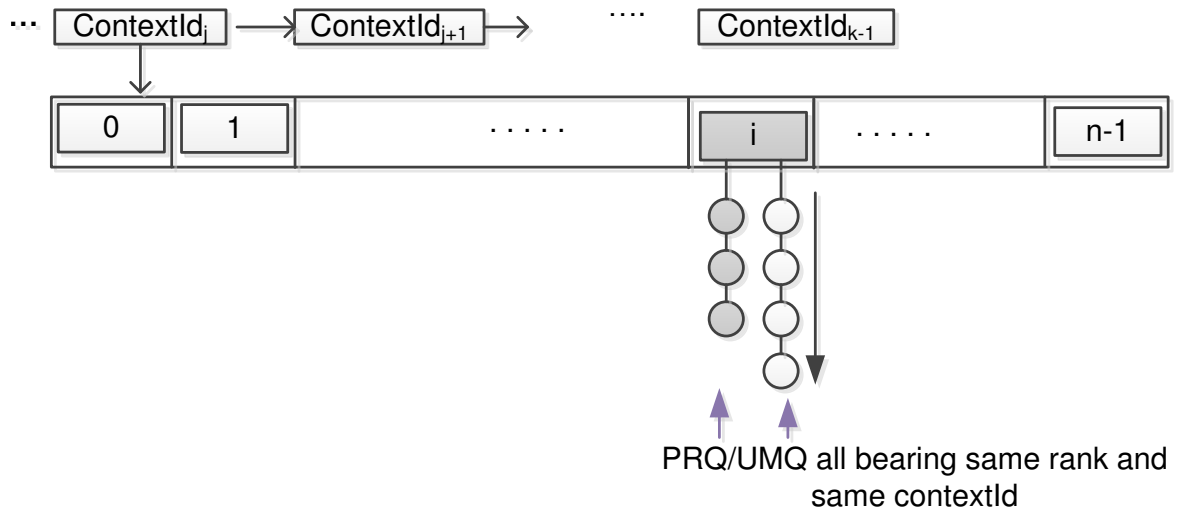 ... ContextIdj ContextIdj+1 .... ContextIdk-1
0 1 ..... i ..... n-1
PRQ/UMQ all bearing same rank and
same contextId